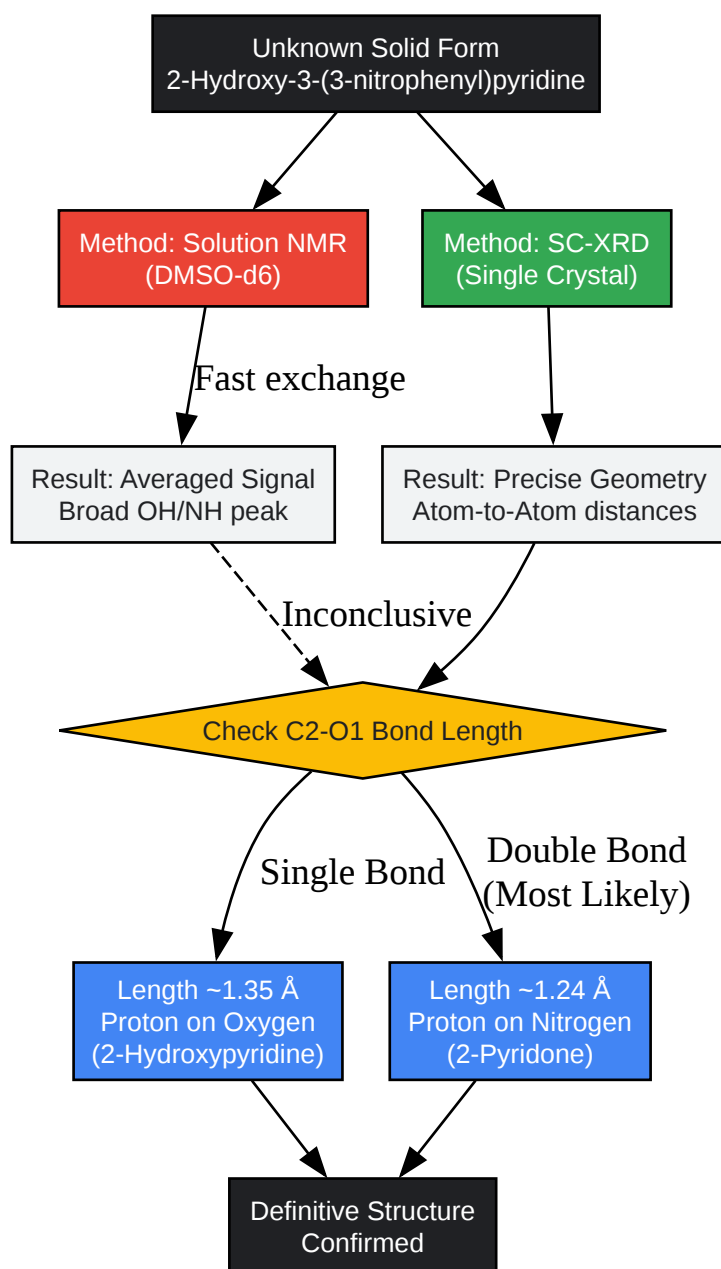 Unknown Solid Form
2-Hydroxy-3-(3-nitrophenyl)pyridine
Method: Solution NMR
(DMSO-d6)
Method: SC-XRD
(Single Crystal)
Fast exchange
Result: Averaged Signal
Broad OH/NH peak
Result: Precise Geometry
Atom-to-Atom distances
Inconclusive
Check C2-O1 Bond Length
Single Bond
Double Bond
(Most Likely)
Length ~1.35 Å
Proton on Oxygen
(2-Hydroxypyridine)
Length ~1.24 Å
Proton on Nitrogen
(2-Pyridone)
Definitive Structure
Confirmed